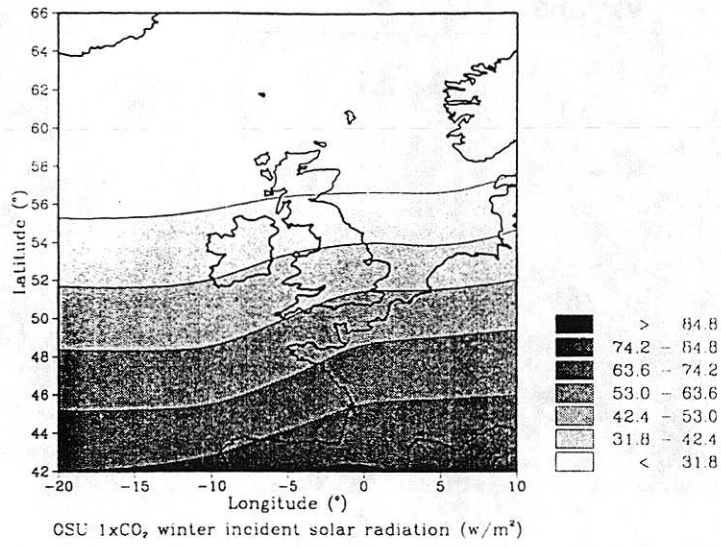 66
64
62
60
58
56
54
52
50
48
46
44
42
Latitude (°)
-20 -15 -10 -5 0 5 10
Longitude (°)
> 84.8
74.2 - 84.8
63.6 - 74.2
53.0 - 63.6
42.4 - 53.0
31.8 - 42.4
< 31.8
OSU 1xCO₂ winter incident solar radiation (w/m²)